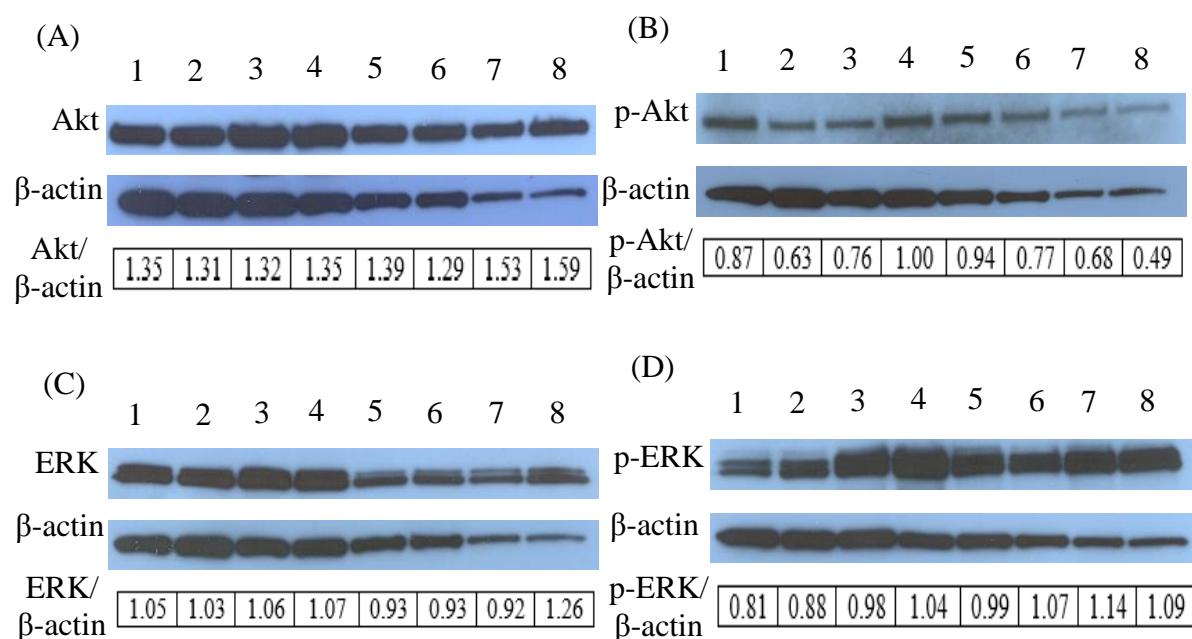 (A)
1 2 3 4 5 6 7 8
Akt
β-actin
Akt/
β-actin
1.35 1.31 1.32 1.35 1.39 1.29 1.53 1.59
(B)
1 2 3 4 5 6 7 8
p-Akt
β-actin
p-Akt/
β-actin
0.87 0.63 0.76 1.00 0.94 0.77 0.68 0.49
(C)
1 2 3 4 5 6 7 8
ERK
β-actin
ERK/
β-actin
1.05 1.03 1.06 1.07 0.93 0.93 0.92 1.26
(D)
1 2 3 4 5 6 7 8
p-ERK
β-actin
p-ERK/
β-actin
0.81 0.88 0.98 1.04 0.99 1.07 1.14 1.09